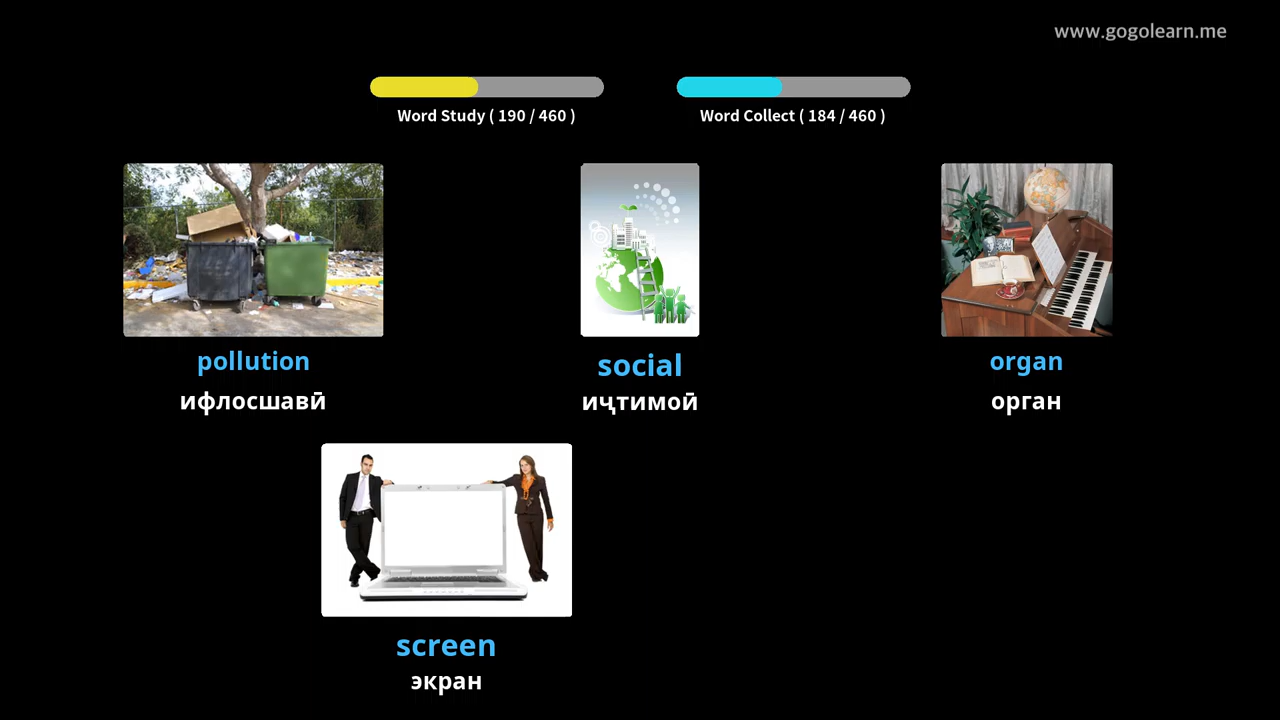 www.gogolearn.me
Word Study ( 190 / 460 )
Word Collect ( 184 / 460 )
pollution
ифлосшавӣ
social
иҷтимоӣ
organ
орган
screen
экран